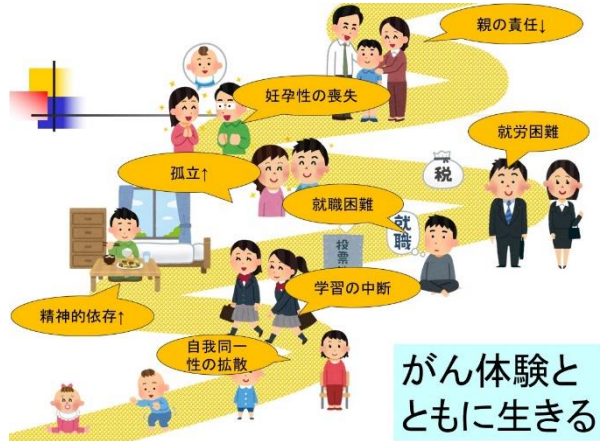 親の責任↓
妊孕性の喪失
就労困難
孤立↑
税
就職困難
就職
投票
学習の中断
精神的依存↑
自我同一
性の拡散
がん体験と
ともに生きる